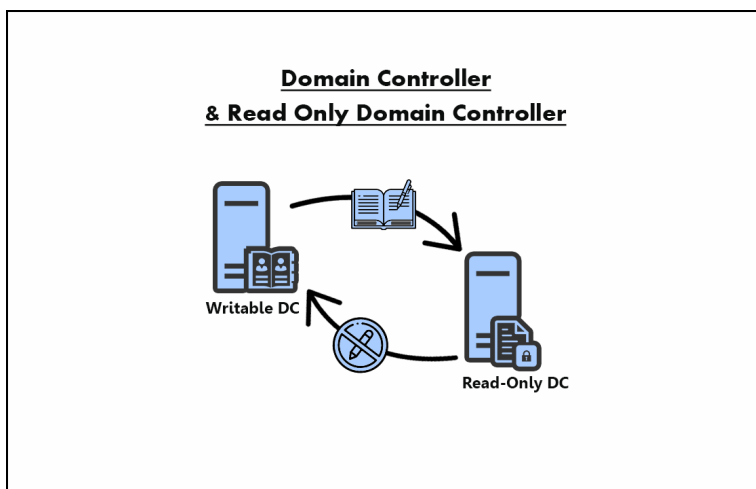 Domain Controller
& Read Only Domain Controller
Writable DC
Read-Only DC